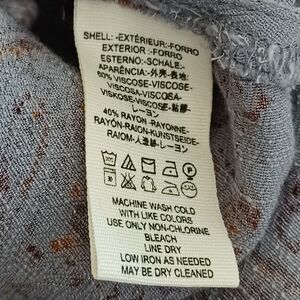 SHELL:-EXTÉRIEUR:-FORRO
EXTERIOR:-FORRO
ESTERNO:-SCHALE:-
APARÊNCIA:-外壳-表地:
60% VISCOSE-VISCOSE-
VISCOSA-VISCOSA-
VISKOSE-VISCOSE-粘膠-
レーヨン
40% RAYON-RAYONNE-
RAYÓN-RAION-KUNSTSEIDE-
RAIOM-人造絲-レーヨン
MACHINE WASH COLD
WITH LIKE COLORS
USE ONLY NON-CHLORINE
BLEACH
LINE DRY
LOW IRON AS NEEDED
MAY BE DRY CLEANED